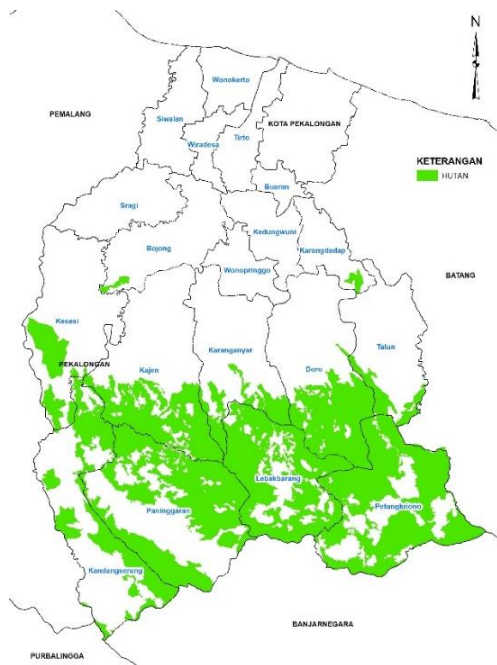 N
Wonokerto
PEMALANG
Siwalan
KOTA PEKALONGAN
Tirto
Wiradesa
KETERANGAN
HUTAN
Buaran
Sragi
Kedungwuni
Bojong
Karangdadap
Wonopringgo
BATANG
Kesesi
Talun
PEKALONGAN
Kajen
Karanganyar
Doro
Lebakbarang
Petungkriono
Paninggaran
Kandangserang
BANJARNEGARA
PURBALINGGA